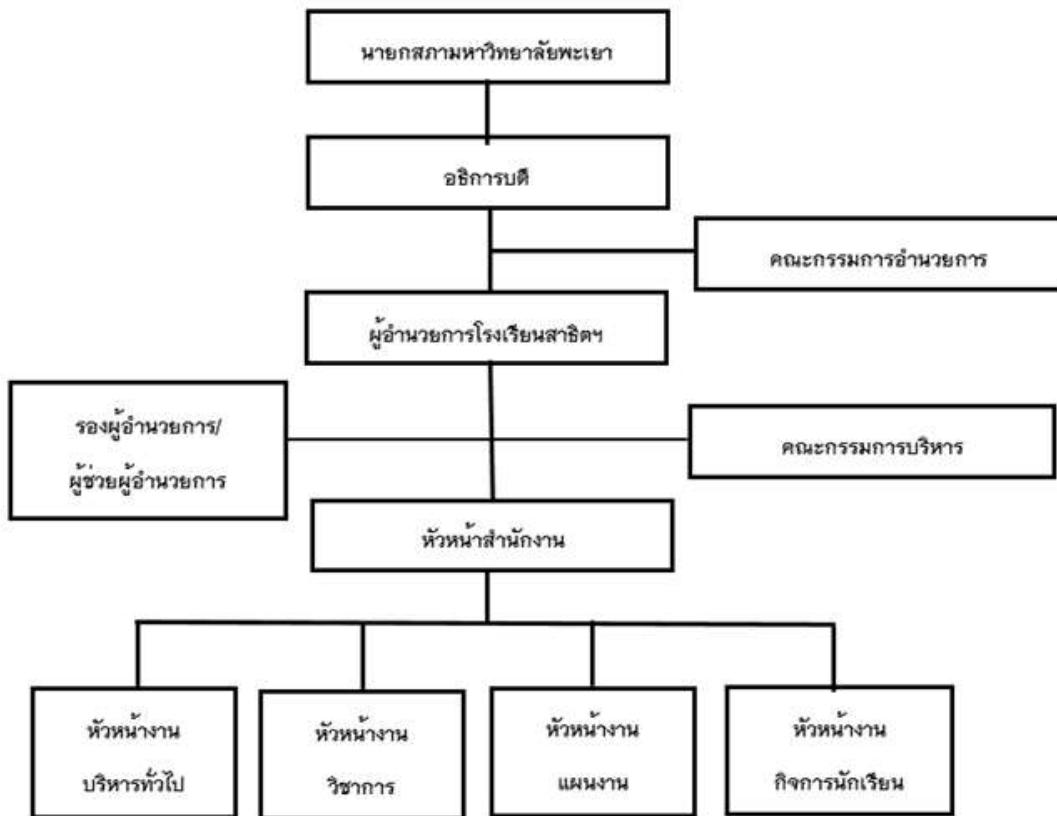 นายกสภามหาวิทยาลัยพะเยา
อธิการบดี
คณะกรรมการอำนวยการ
ผู้อำนวยการโรงเรียนสาธิตฯ
รองผู้อำนวยการ/
ผู้ช่วยผู้อำนวยการ
คณะกรรมการบริหาร
หัวหน้าสำนักงาน
หัวหน้างาน
บริหารทั่วไป
หัวหน้างาน
วิชาการ
หัวหน้างาน
แผนงาน
หัวหน้างาน
กิจการนักเรียน